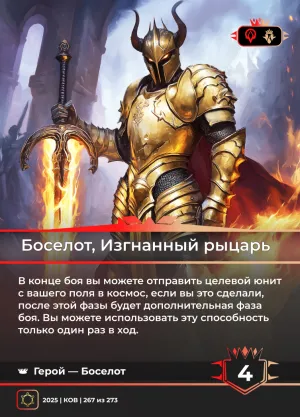 Боселот, Изгнанный рыцарь
В конце боя вы можете отправить целевой юнит
с вашего поля в космос, если вы это сделали,
после этой фазы будет дополнительная фаза
боя. Вы можете использовать эту способность
только один раз в ход.
Герой — Боселот
4
2025 | КОВ | 267 из 273